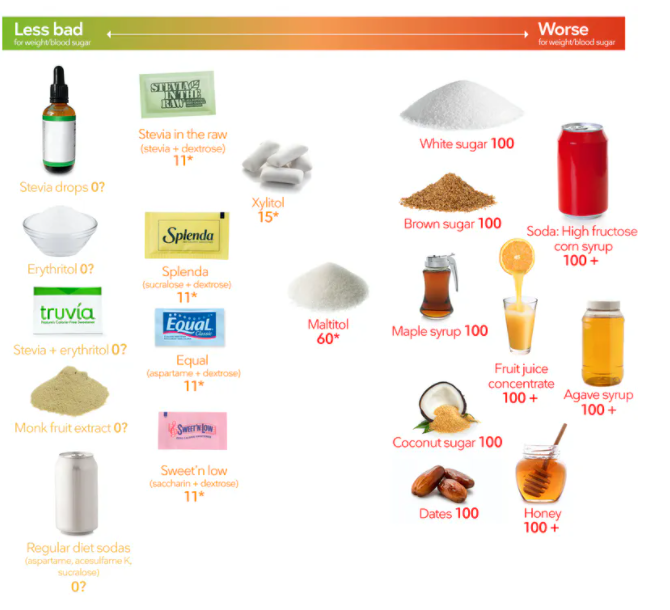 Less bad
for weight/blood sugar
Worse
for weight/blood sugar
STEVIA
IN THE
RAW
Stevia in the raw
(stevia + dextrose)
11*
Stevia drops 0?
White sugar 100
Xylitol
15*
Brown sugar 100
Soda: High fructose
corn syrup
100 +
Splenda
Splenda
(sucralose + dextrose)
11*
Erythritol 0?
truvía
Stevia + erythritol 0?
EQUAL
Classic
Equal
(aspartame + dextrose)
11*
Maltitol
60*
Maple syrup 100
Fruit juice
concentrate
100 +
Agave syrup
100 +
Monk fruit extract 0?
Sweet'N Low
Sweet'n low
(saccharin + dextrose)
11*
Coconut sugar 100
Dates 100
Honey
100 +
Regular diet sodas
(aspartame, acesulfame K,
sucralose)
0?